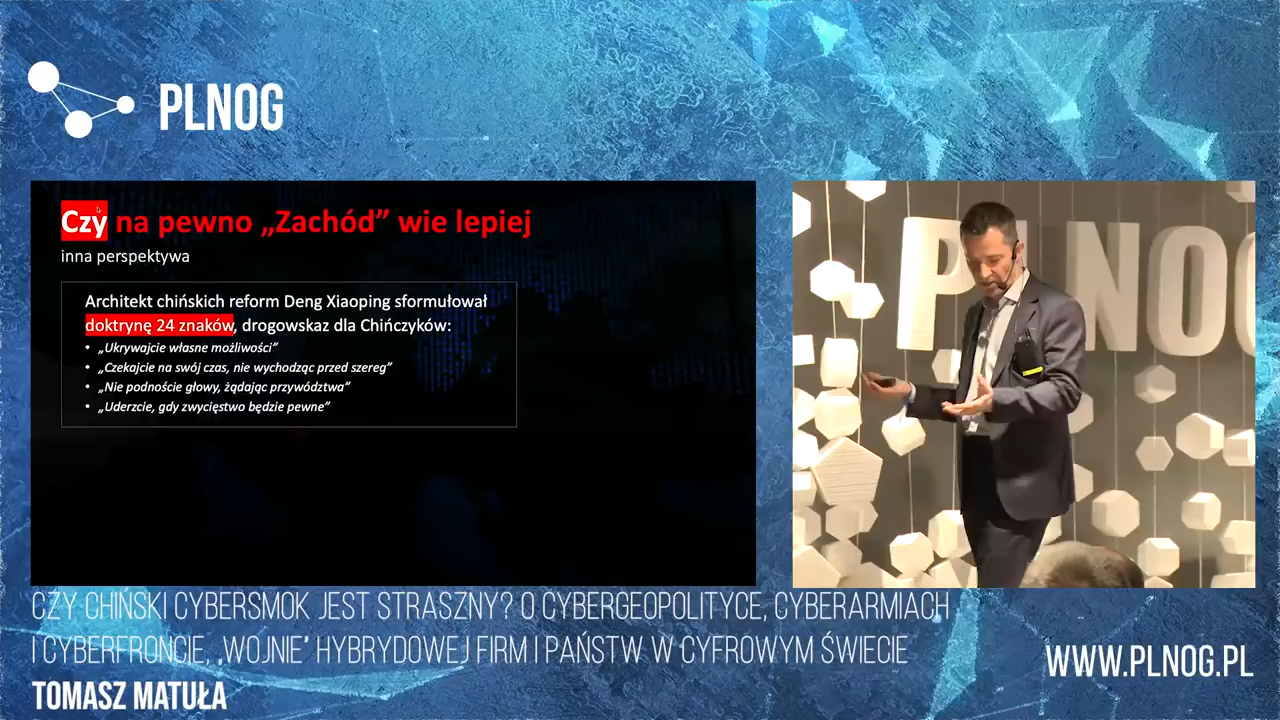 PLNOG
Czy na pewno „Zachód” wie lepiej
inna perspektywa
Architekt chińskich reform Deng Xiaoping sformułował
doktrynę 24 znaków, drogowskaz dla Chińczyków:
• „Ukrywajcie własne możliwości”
• „Czekajcie na swój czas, nie wychodząc przed szereg”
• „Nie podnoście głowy, żądając przywództwa”
• „Uderzcie, gdy zwycięstwo będzie pewne”
PLNO
CZY CHIŃSKI CYBERSMOK JEST STRASZNY? O CYBERGEOPOLITYCE, CYBERARMIACH
I CYBERFRONCIE, „WOJNIE” HYBRYDOWEJ FIRM I PAŃSTW W CYFROWYM ŚWIECIE
TOMASZ MATUŁA
WWW.PLNOG.PL